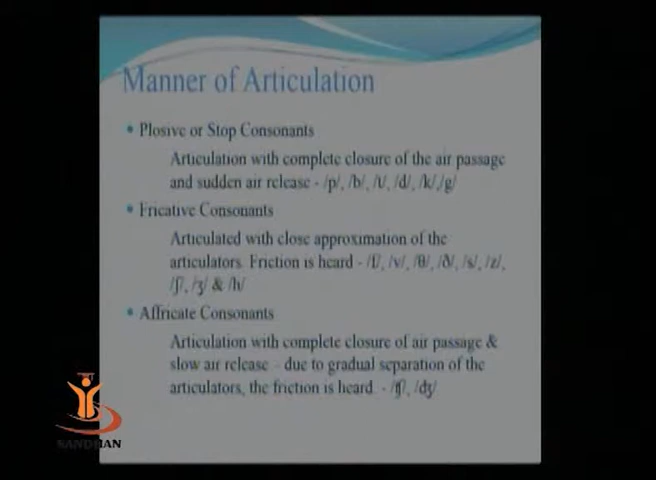 Manner of Articulation
• Plosive or Stop Consonants
Articulation with complete closure of the air passage
and sudden air release - /p/, /b/, /t/, /d/, /k/,/g/
• Fricative Consonants
Articulated with close approximation of the
articulators. Friction is heard - /f/, /v/, /θ/, /ð/, /s/, /z/,
/ʃ/, /ʒ/ & /h/
• Affricate Consonants
Articulation with complete closure of air passage &
slow air release - due to gradual separation of the
articulators, the friction is heard. - /ʧ/, /dʒ/
SANDHAN